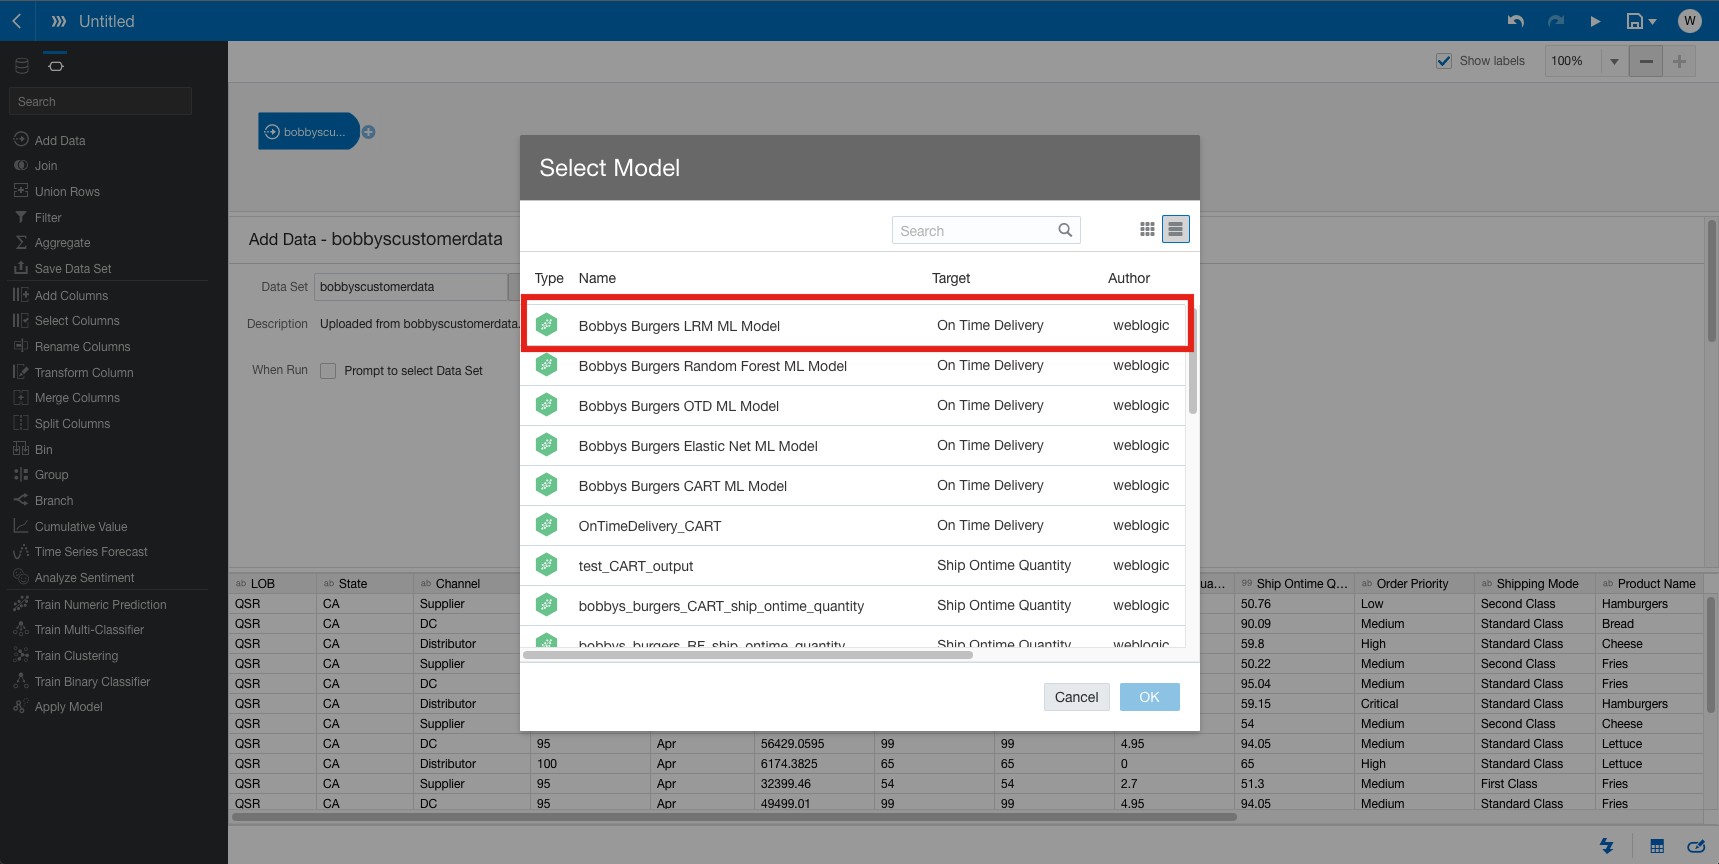 Untitled
W
Show labels
100%
Search
Add Data
Join
Union Rows
Filter
Aggregate
Save Data Set
Add Columns
Select Columns
Rename Columns
Transform Column
Merge Columns
Split Columns
Bin
Group
Branch
Cumulative Value
Time Series Forecast
Analyze Sentiment
Train Numeric Prediction
Train Multi-Classifier
Train Clustering
Train Binary Classifier
Apply Model
bobbyscu...
Add Data - bobbyscustomerdata
Data Set bobbyscustomerdata
Description Uploaded from bobbyscustomerdata.
When Run Prompt to select Data Set
Select Model
Search
Type Name Target Author
Bobbys Burgers LRM ML Model On Time Delivery weblogic
Bobbys Burgers Random Forest ML Model On Time Delivery weblogic
Bobbys Burgers OTD ML Model On Time Delivery weblogic
Bobbys Burgers Elastic Net ML Model On Time Delivery weblogic
Bobbys Burgers CART ML Model On Time Delivery weblogic
OnTimeDelivery_CART On Time Delivery weblogic
test_CART_output Ship Ontime Quantity weblogic
bobbys_burgers_CART_ship_ontime_quantity Ship Ontime Quantity weblogic
bobbys_burgers_RF_ship_ontime_quantity Ship Ontime Quantity weblogic
Cancel OK
ab LOB ab State ab Channel ua... 99 Ship Ontime Q... ab Order Priority ab Shipping Mode ab Product Name
QSR CA Supplier 50.76 Low Second Class Hamburgers
QSR CA DC 90.09 Medium Standard Class Bread
QSR CA Distributor 59.8 High Standard Class Cheese
QSR CA Supplier 50.22 Medium Second Class Fries
QSR CA DC 95.04 Medium Standard Class Fries
QSR CA Distributor 59.15 Critical Standard Class Hamburgers
QSR CA Supplier 54 Medium Second Class Cheese
QSR CA DC 95 Apr 56429.0595 99 99 4.95 94.05 Medium Standard Class Lettuce
QSR CA Distributor 100 Apr 6174.3825 65 65 0 65 High Standard Class Lettuce
QSR CA Supplier 95 Apr 32399.46 54 54 2.7 51.3 Medium First Class Fries
QSR CA DC 95 Apr 49499.01 99 99 4.95 94.05 Medium Standard Class Fries